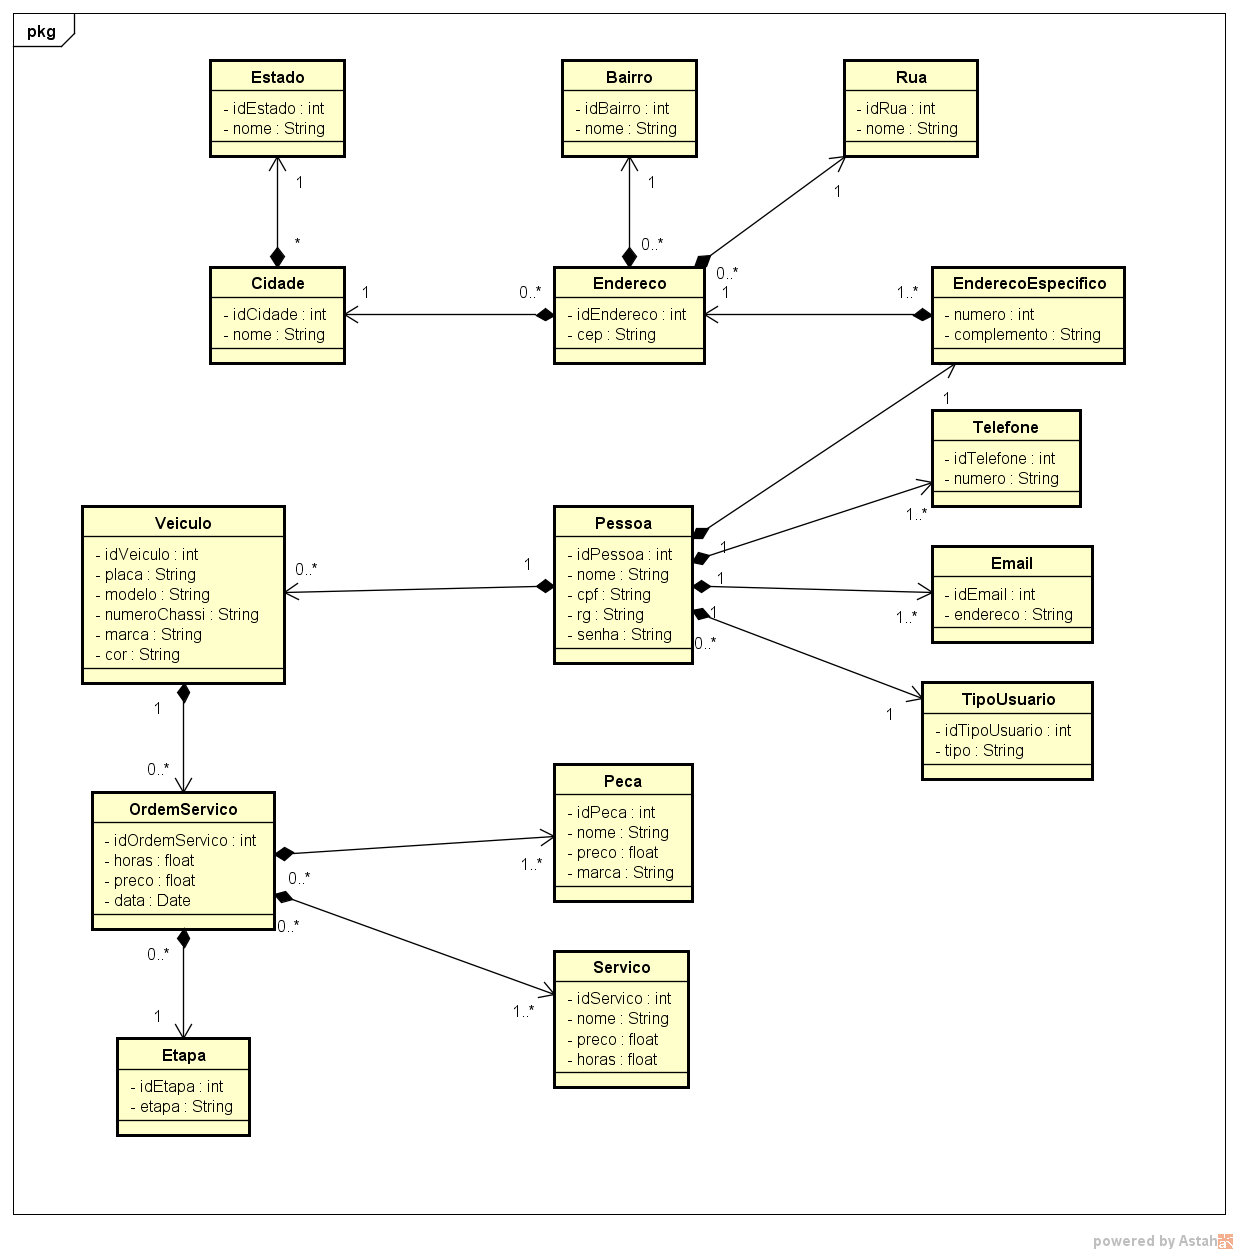 pkg
Estado
- idEstado : int
- nome : String
Bairro
- idBairro : int
- nome : String
Rua
- idRua : int
- nome : String
1
1
1
*
0..*
0..*
Cidade
- idCidade : int
- nome : String
1
0..*
Endereco
- idEndereco : int
- cep : String
1
1..*
EnderecoEspecifico
- numero : int
- complemento : String
1
Telefone
- idTelefone : int
- numero : String
1..*
Veiculo
- idVeiculo : int
- placa : String
- modelo : String
- numeroChassi : String
- marca : String
- cor : String
0..*
1
Pessoa
- idPessoa : int
- nome : String
- cpf : String
- rg : String
- senha : String
1
1
1
0..*
Email
- idEmail : int
- endereco : String
1..*
TipoUsuario
- idTipoUsuario : int
- tipo : String
1
1
0..*
OrdemServico
- idOrdemServico : int
- horas : float
- preco : float
- data : Date
0..*
1..*
Peca
- idPeca : int
- nome : String
- preco : float
- marca : String
0..*
1..*
Servico
- idServico : int
- nome : String
- preco : float
- horas : float
0..*
1
Etapa
- idEtapa : int
- etapa : String
powered by Astah